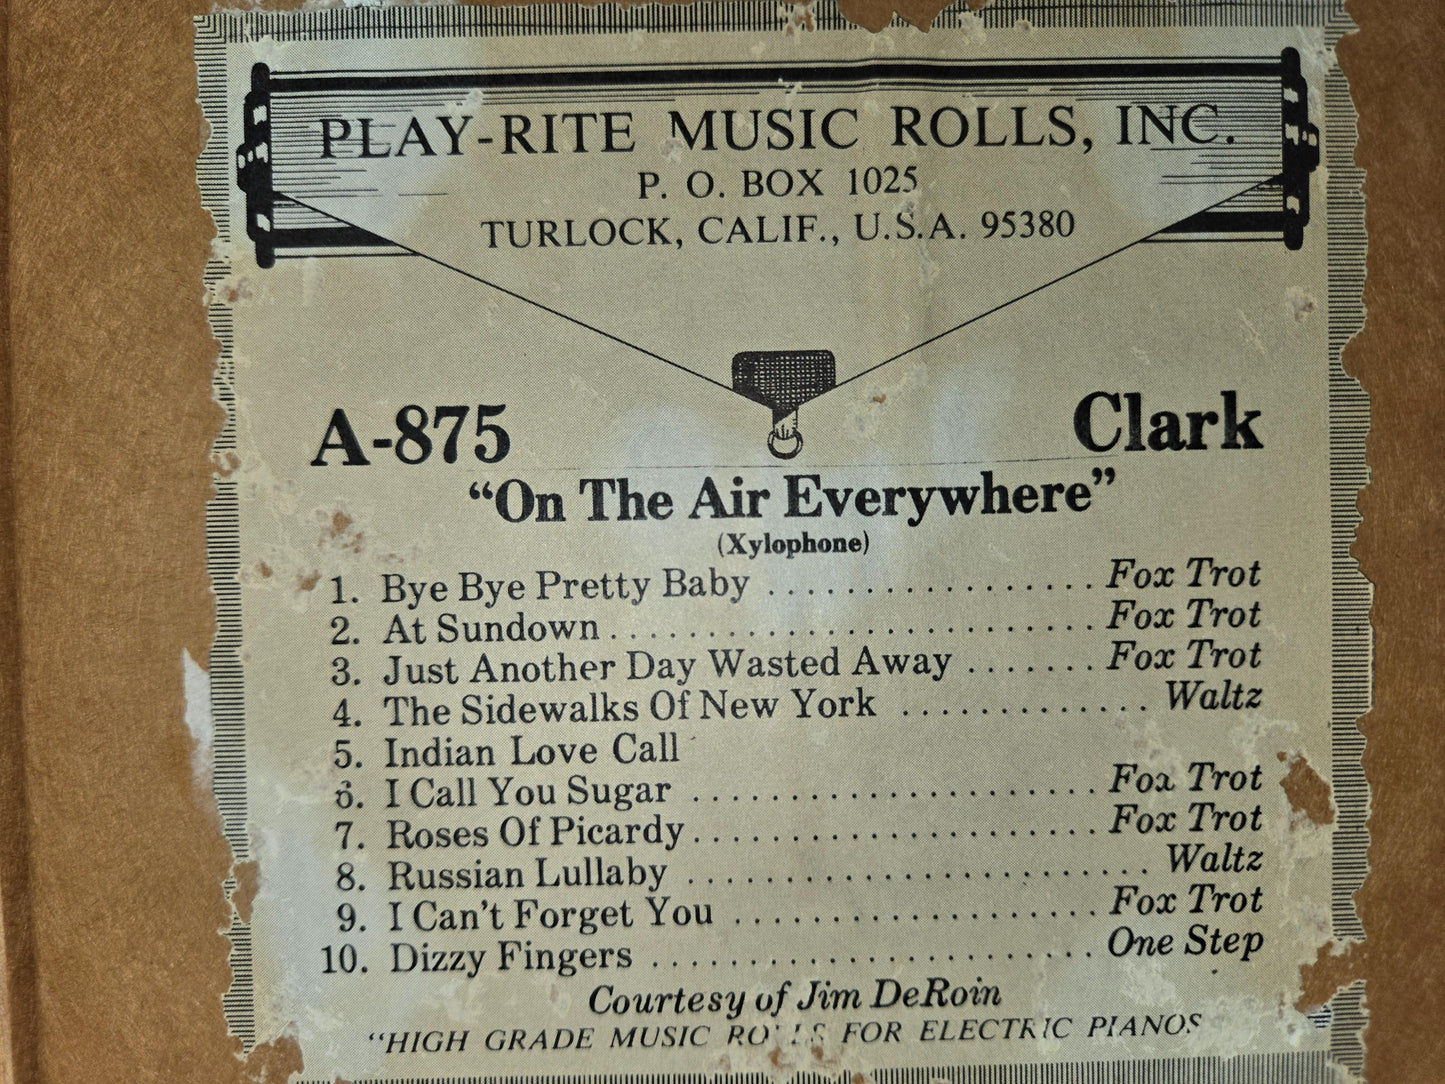 PLAY-RITE MUSIC ROLLS, INC.
P. O. BOX 1025
TURLOCK, CALIF., U.S.A. 95380
A-875 Clark
“On The Air Everywhere”
(Xylophone)
1. Bye Bye Pretty Baby . . . . . . . . . . . . . . . . . Fox Trot
2. At Sundown . . . . . . . . . . . . . . . . . . . . . . . . . Fox Trot
3. Just Another Day Wasted Away . . . . . . . Fox Trot
4. The Sidewalks Of New York . . . . . . . . . . . . . Waltz
5. Indian Love Call
6. I Call You Sugar . . . . . . . . . . . . . . . . . . . . . Fox Trot
7. Roses Of Picardy . . . . . . . . . . . . . . . . . . . . . Fox Trot
8. Russian Lullaby . . . . . . . . . . . . . . . . . . . . . . . . Waltz
9. I Can't Forget You . . . . . . . . . . . . . . . . . . . Fox Trot
10. Dizzy Fingers . . . . . . . . . . . . . . . . . . . . . . . One Step
Courtesy of Jim DeRoin
“HIGH GRADE MUSIC ROLLS FOR ELECTRIC PIANOS